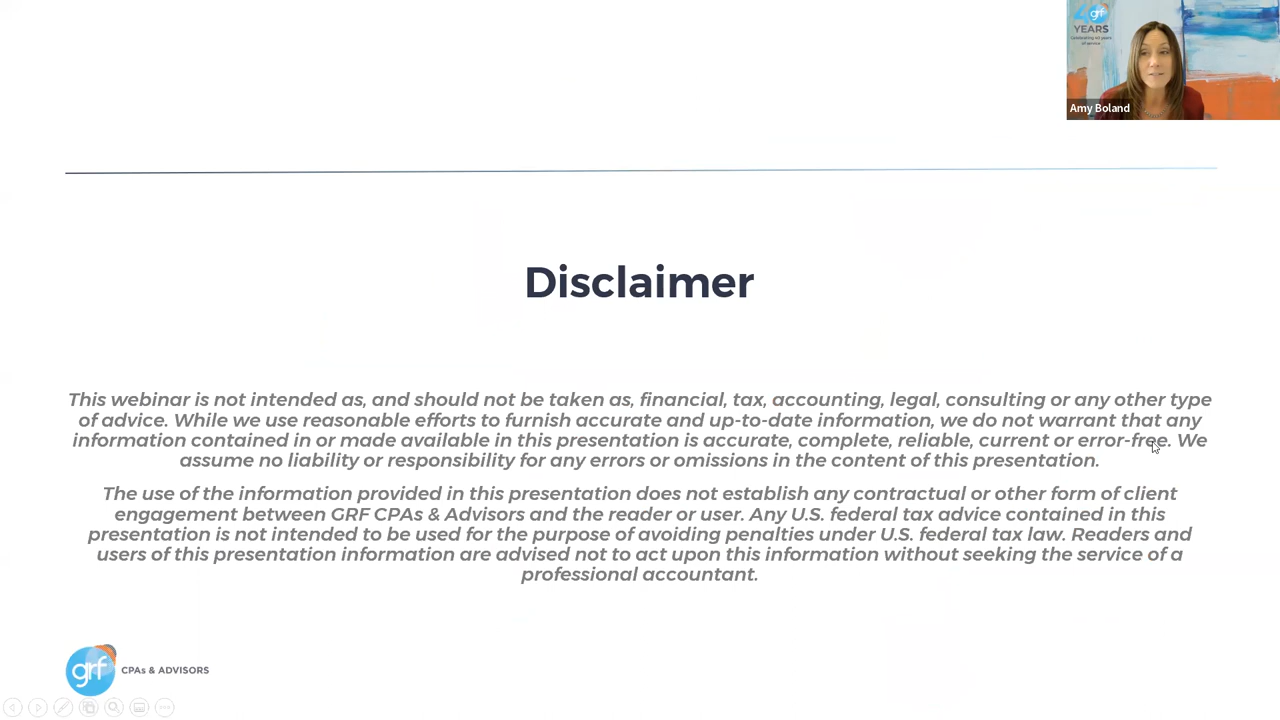 grf
YEARS
Celebrating 40 years
of service
Amy Boland
Disclaimer
This webinar is not intended as, and should not be taken as, financial, tax, accounting, legal, consulting or any other type
of advice. While we use reasonable efforts to furnish accurate and up-to-date information, we do not warrant that any
information contained in or made available in this presentation is accurate, complete, reliable, current or error-free. We
assume no liability or responsibility for any errors or omissions in the content of this presentation.
The use of the information provided in this presentation does not establish any contractual or other form of client
engagement between GRF CPAs & Advisors and the reader or user. Any U.S. federal tax advice contained in this
presentation is not intended to be used for the purpose of avoiding penalties under U.S. federal tax law. Readers and
users of this presentation information are advised not to act upon this information without seeking the service of a
professional accountant.
grf CPAs & ADVISORS